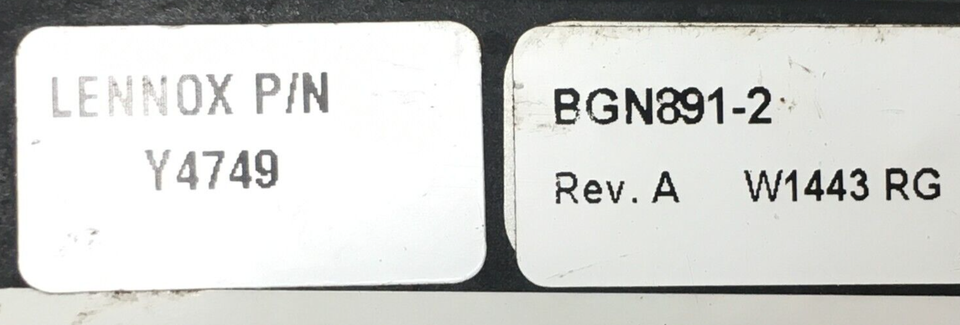 LENNOX P/N
Y4749
BGN891-2
Rev. A W1443 RG